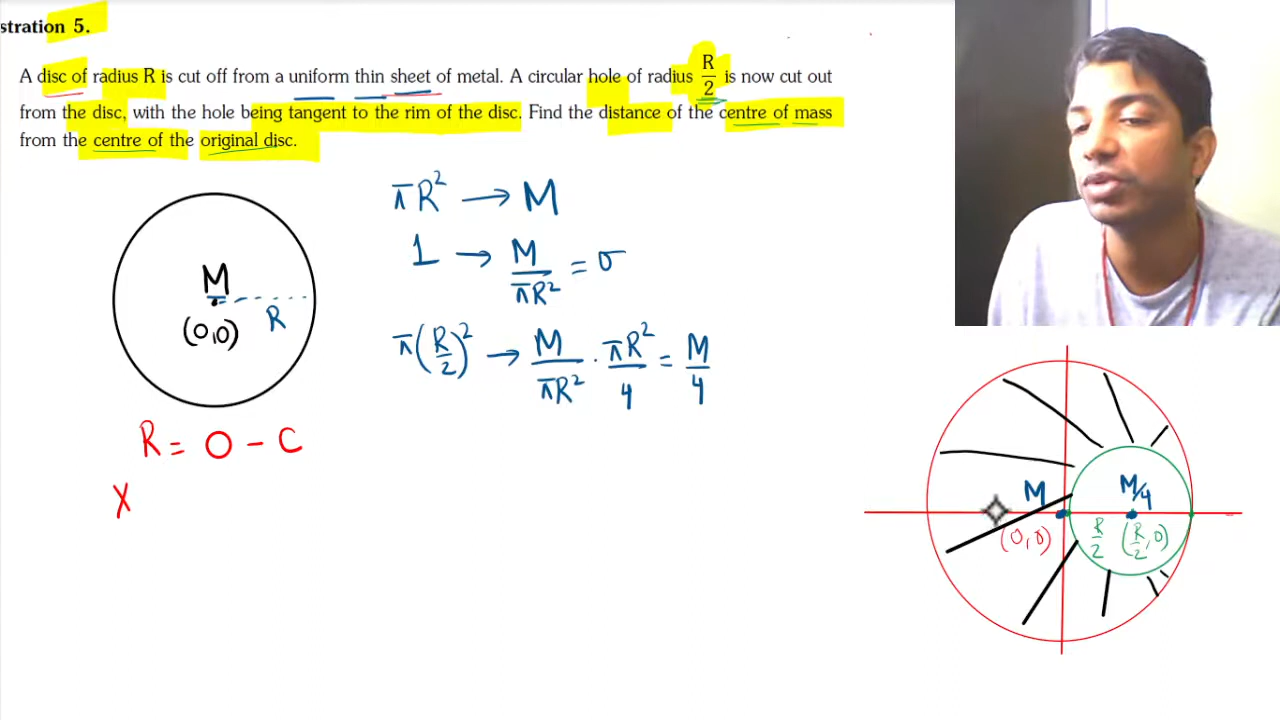 stration 5.
A disc of radius R is cut off from a uniform thin sheet of metal. A circular hole of radius R/2 is now cut out
from the disc, with the hole being tangent to the rim of the disc. Find the distance of the centre of mass
from the centre of the original disc.
πR² → M
1 → M/πR² = σ
π(R/2)² → M/πR² · πR²/4 = M/4
M
R
(0,0)
R = O - C
X
M
M/4
(0,0)
R/2
(R/2,0)